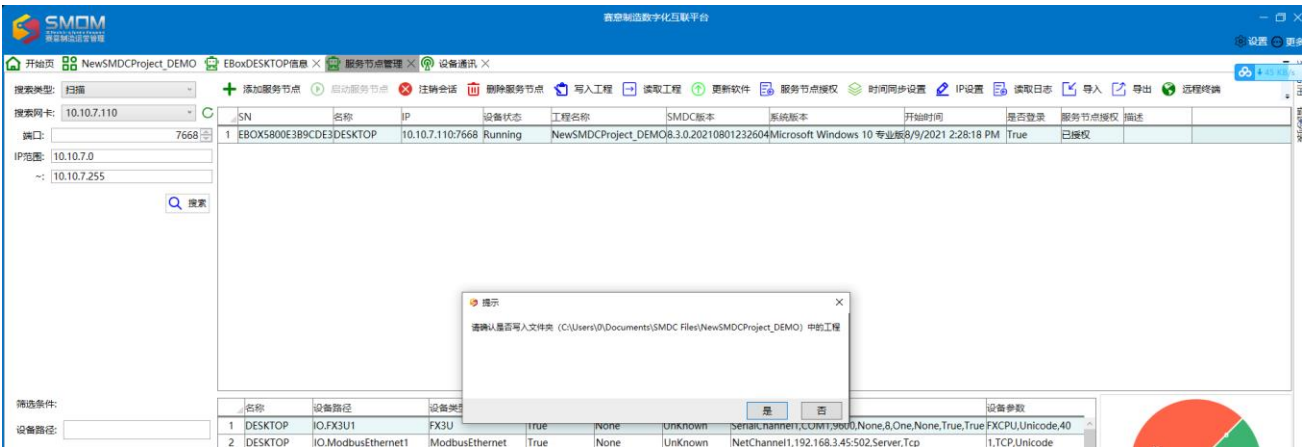 SMOM
赛意制造运营管理
赛意制造数字化互联平台
设置 更多
开始页 NewSMDCProject_DEMO EBoxDESKTOP信息 服务节点管理 设备通讯
搜索类型: 扫描
添加服务节点 启动服务节点 注销会话 删除服务节点 写入工程 读取工程 更新软件 服务节点授权 时间同步设置 IP设置 读取日志 导入 导出 远程终端
搜索网卡: 10.10.7.110
端口: 7668
IP范围: 10.10.7.0
~: 10.10.7.255
搜索
SN 名称 IP 设备状态 工程名称 SMDC版本 系统版本 开始时间 是否登录 服务节点授权 描述
1 EBOX5800E3B9CDE3 DESKTOP 10.10.7.110:7668 Running NewSMDCProject_DEMO 8.3.0.20210801232604 Microsoft Windows 10 专业版 8/9/2021 2:28:18 PM True 已授权
提示
请确认是否写入文件夹（C:\Users\0\Documents\SMDC Files\NewSMDCProject_DEMO）中的工程
是 否
筛选条件:
设备路径:
名称 设备路径 设备类型 设备参数
1 DESKTOP IO.FX3U1 FX3U True None UnKnown SerialChannel1,COM1,9600,None,8,One,None,True,True FXCPU,Unicode,40
2 DESKTOP IO.ModbusEthernet1 ModbusEthernet True None UnKnown NetChannel1,192.168.3.45:502,Server,Tcp 1,TCP,Unicode